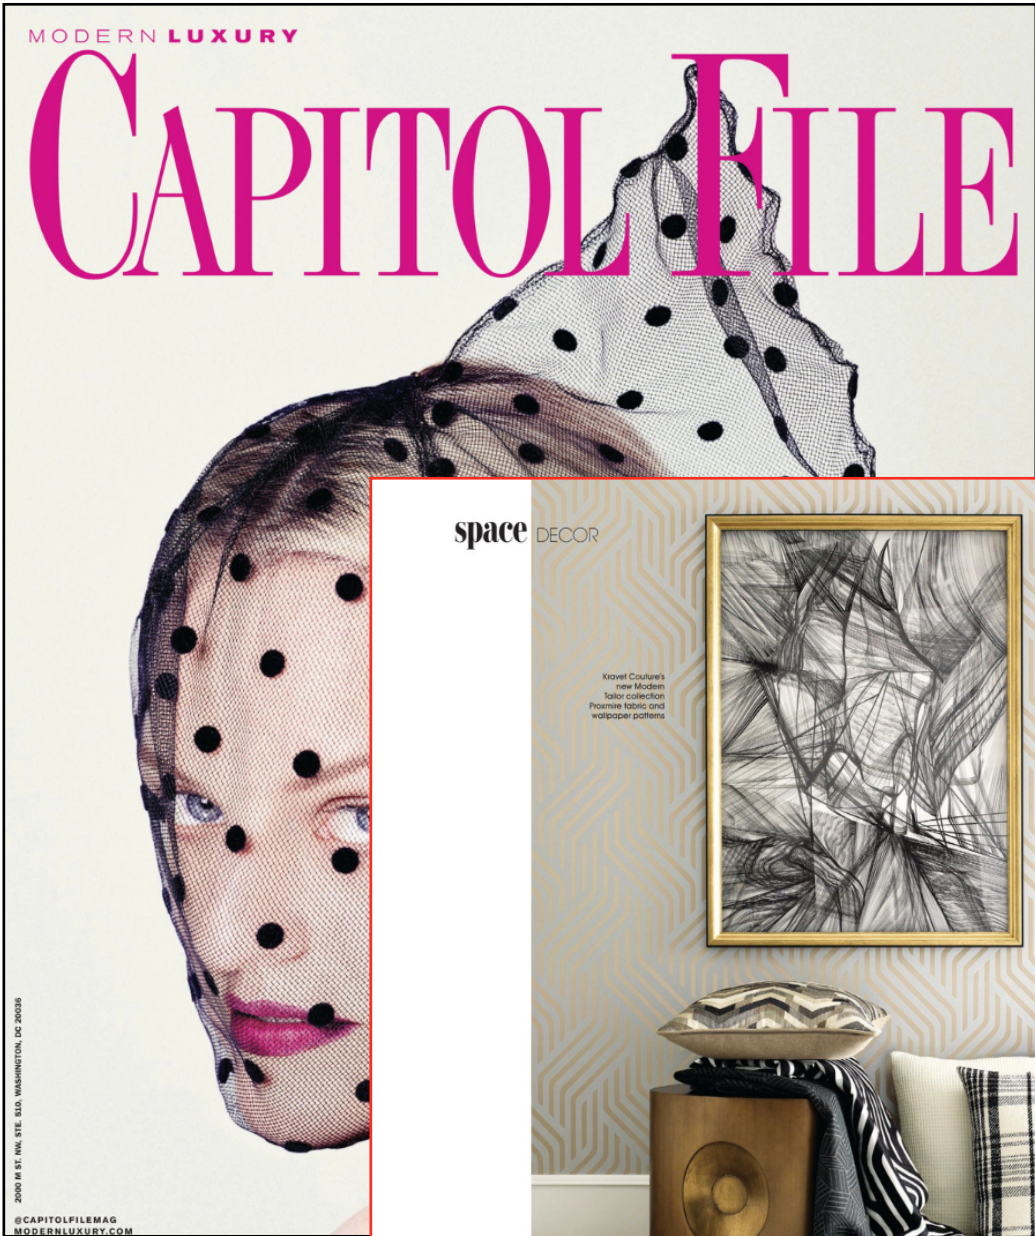 MODERN LUXURY
CAPITOL FILE
space DECOR
Kravet Couture's
new Modern
Tailor collection
Proxmire fabric and
wallpaper patterns
2000 M ST. NW, STE. 510, WASHINGTON, DC 20036
@CAPITOLFILEMAG
MODERNLUXURY.COM